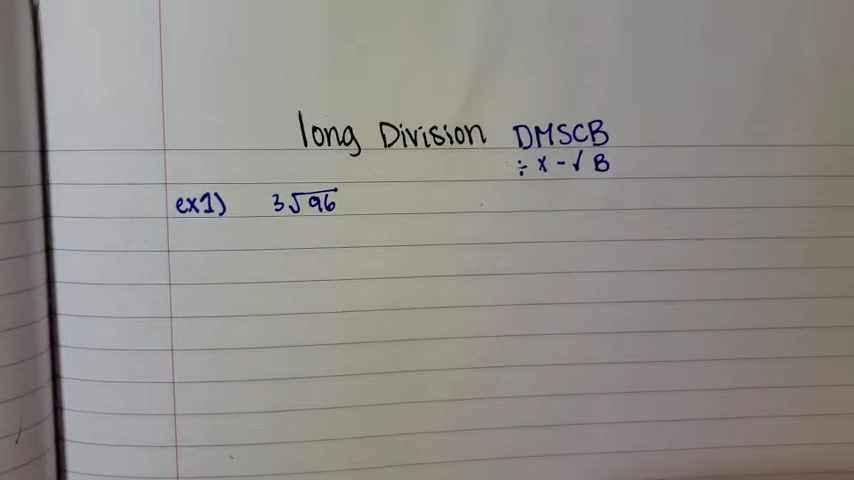 long Division DMSCB
÷ x - √ B
ex1) 3√96